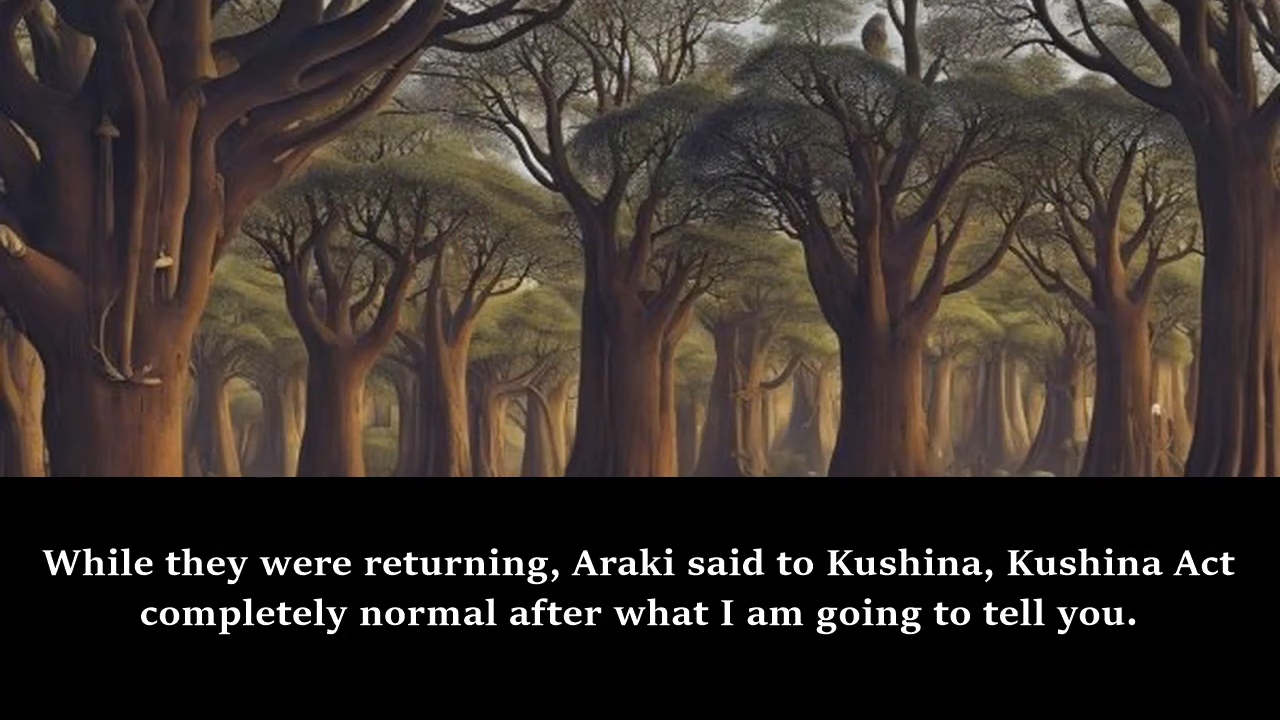 While they were returning, Araki said to Kushina, Kushina Act
completely normal after what I am going to tell you.